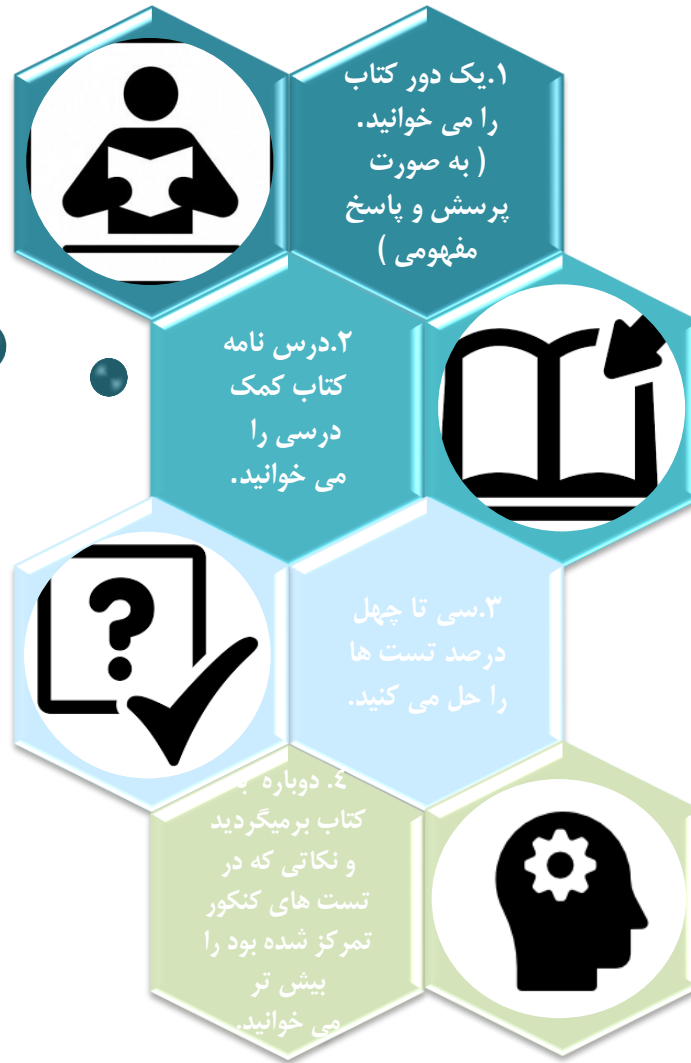 ۱.یک دور کتاب
را می خوانید.
( به صورت
پرسش و پاسخ
مفهومی )
۲.درس نامه
کتاب کمک
درسی را
می خوانید.
۳.سی تا چهل
درصد تست ها
را حل می کنید.
٤. دوباره به
کتاب برمیگردید
و نکاتی که در
تست های کنکور
تمرکز شده بود را
بیش تر
می خوانید.